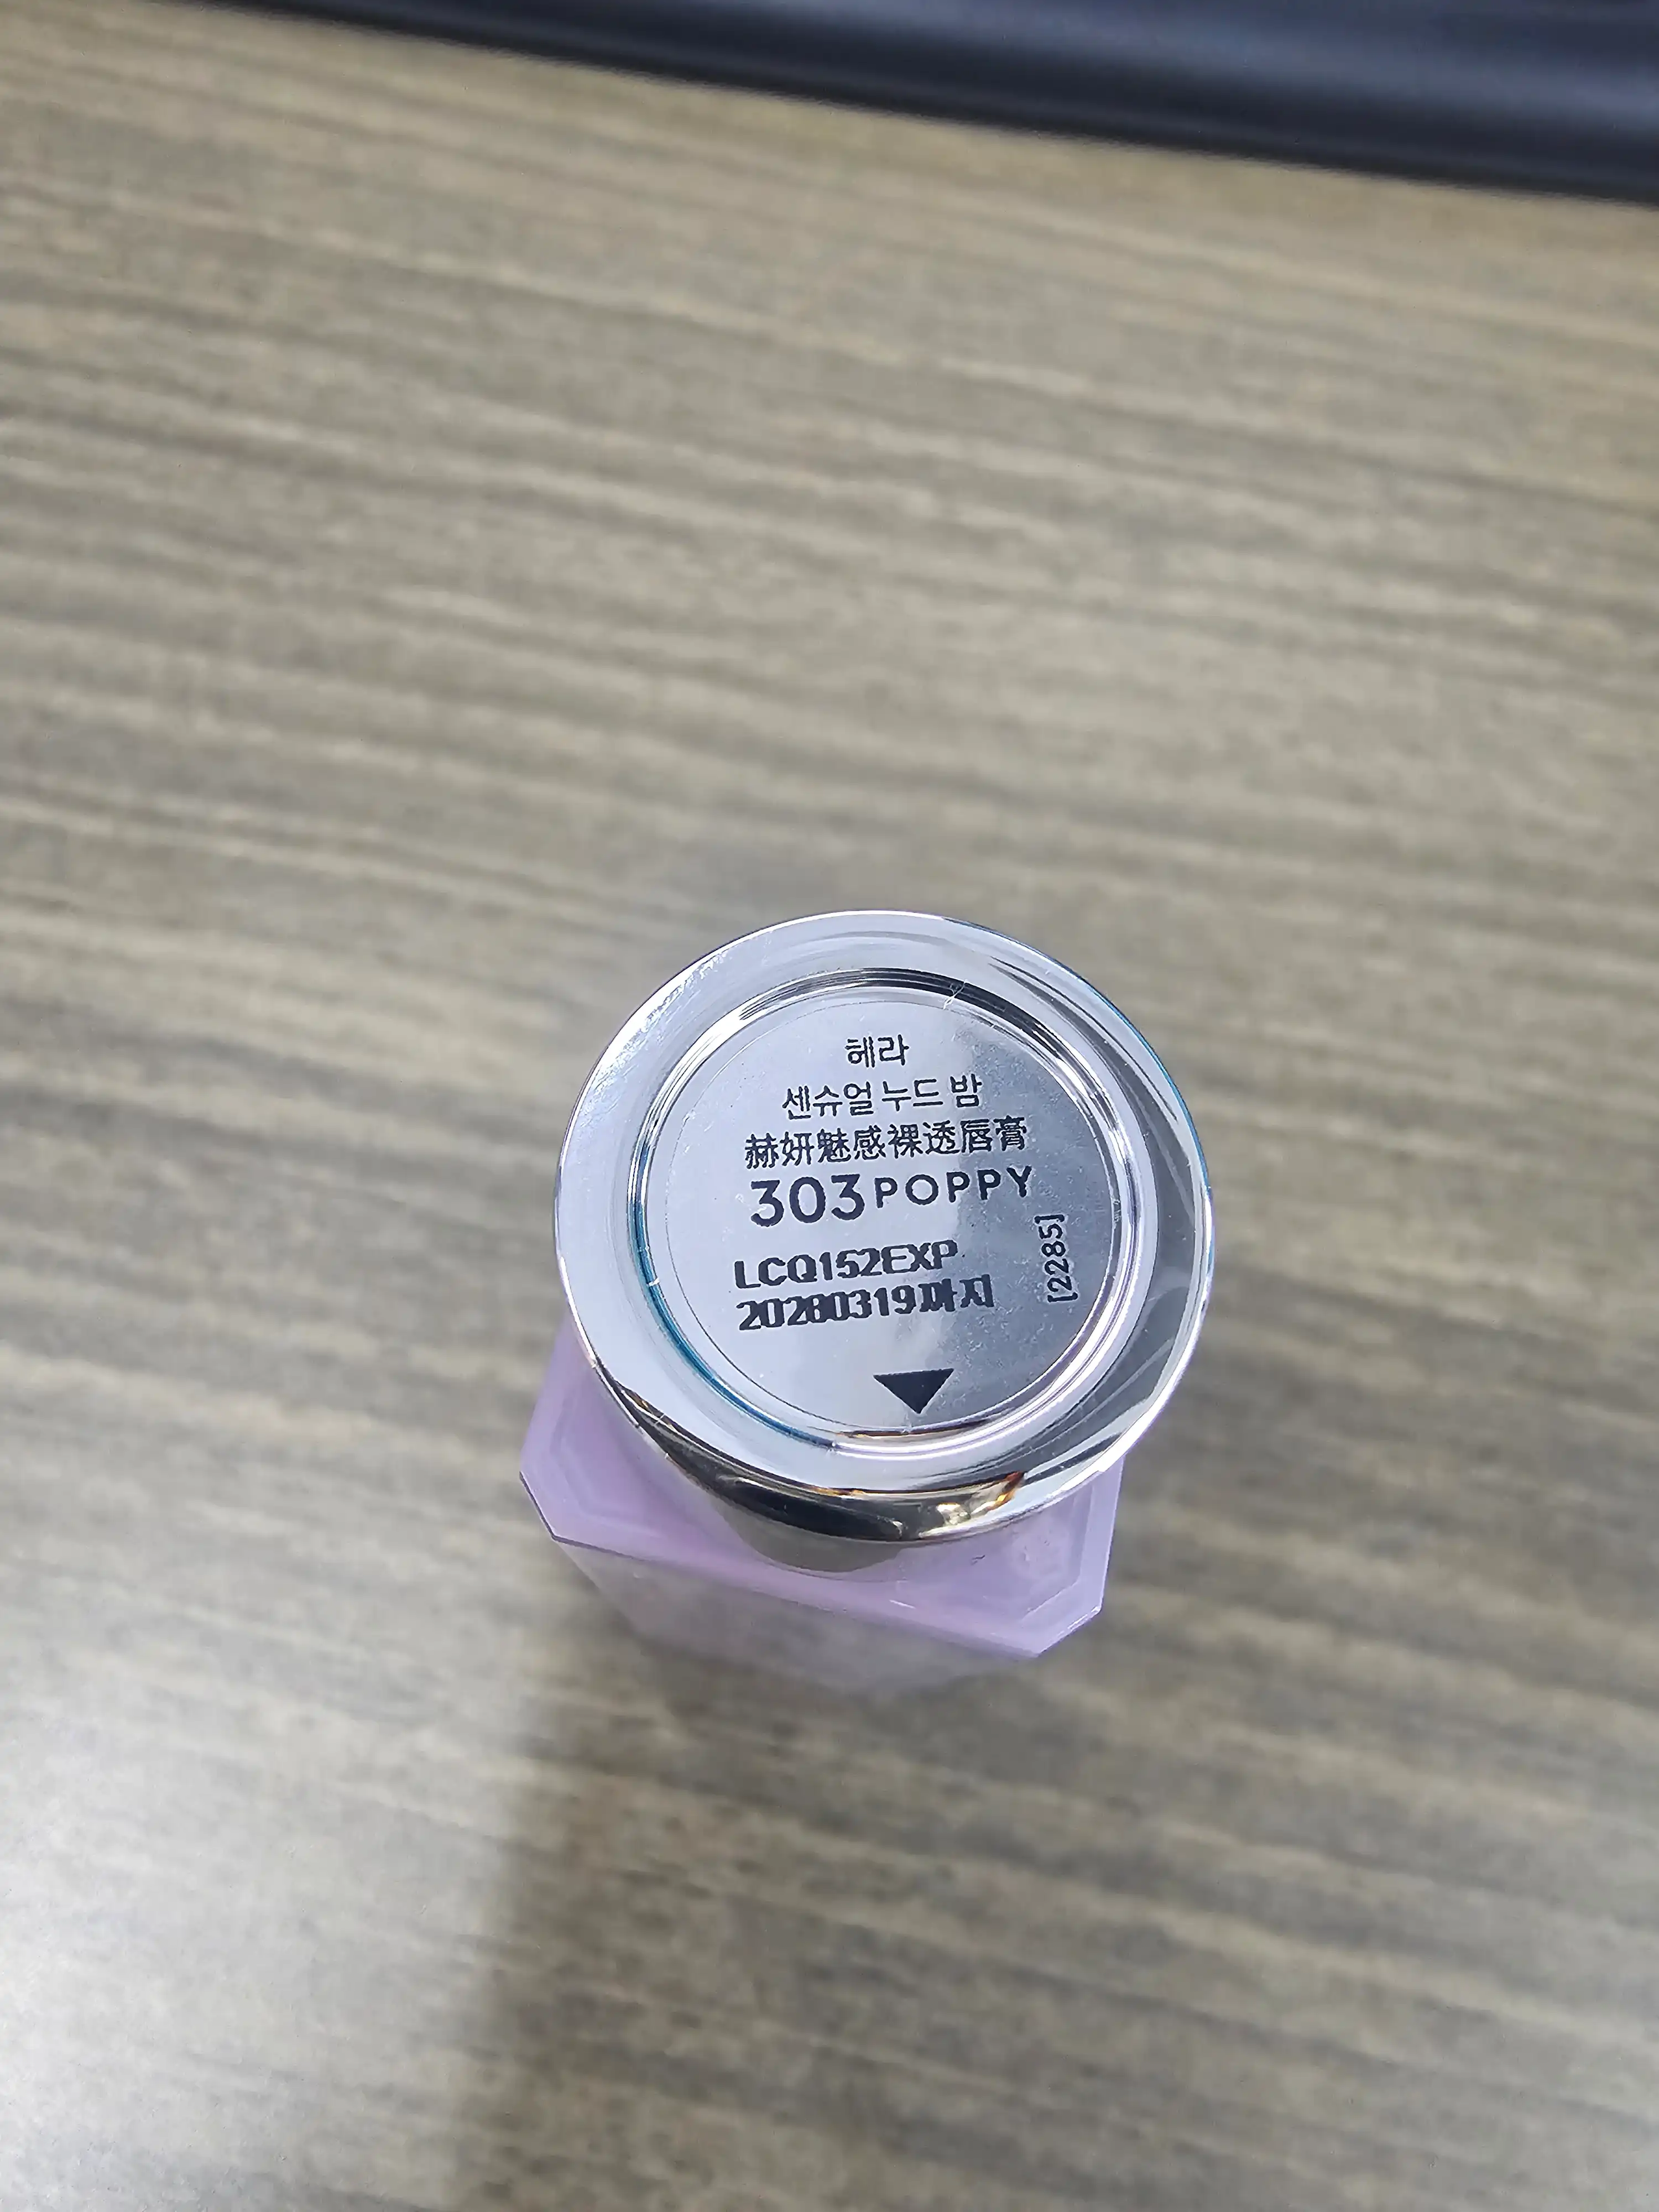 헤라
센슈얼 누드 밤
赫妍魅感裸透唇膏
303 POPPY
LCQ152EXP
20280319까지
[2285]